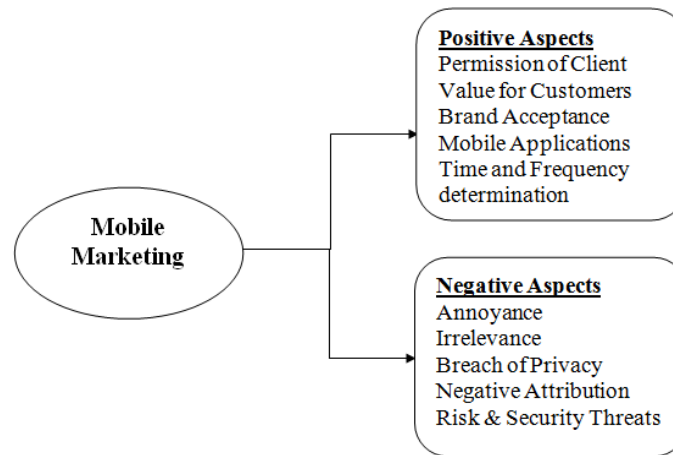 Mobile
Marketing
Positive Aspects
Permission of Client
Value for Customers
Brand Acceptance
Mobile Applications
Time and Frequency
determination
Negative Aspects
Annoyance
Irrelevance
Breach of Privacy
Negative Attribution
Risk & Security Threats